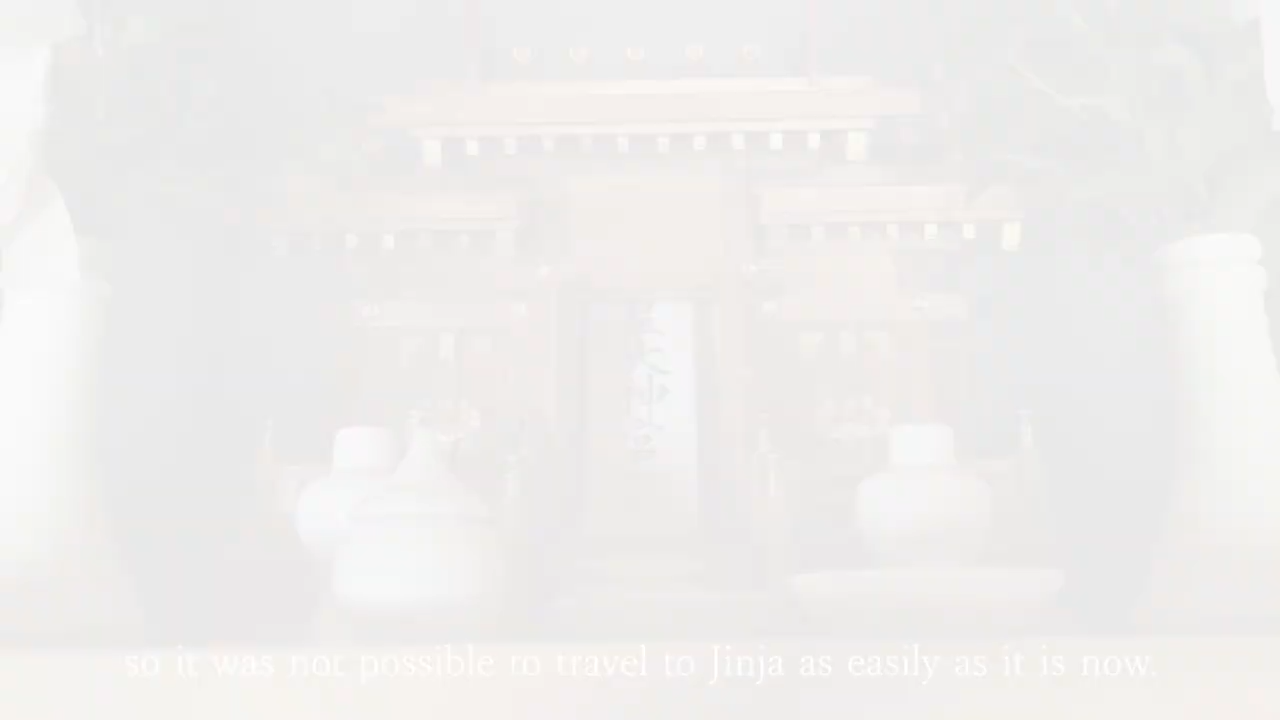 so it was not possible to travel to Jinja as easily as it is now.